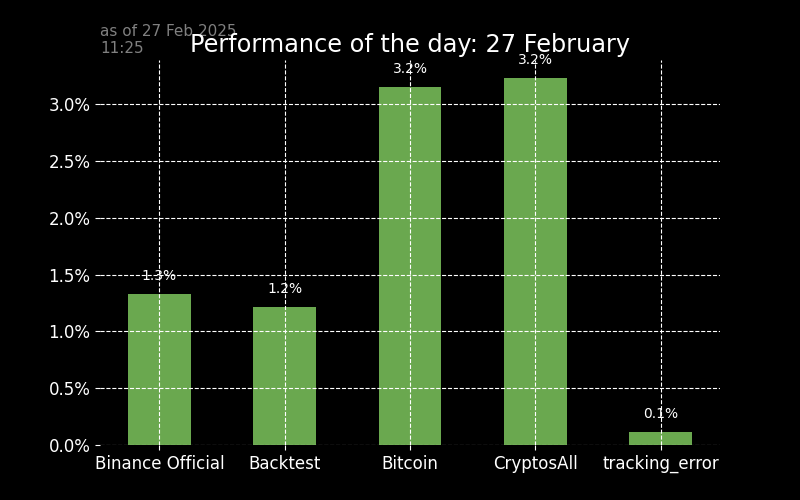 as of 27 Feb 2025
11:25
Performance of the day: 27 February
3.0%
2.5%
2.0%
1.5%
1.0%
0.5%
0.0%
1.3%
1.2%
3.2%
3.2%
0.1%
Binance Official
Backtest
Bitcoin
CryptosAll
tracking_error